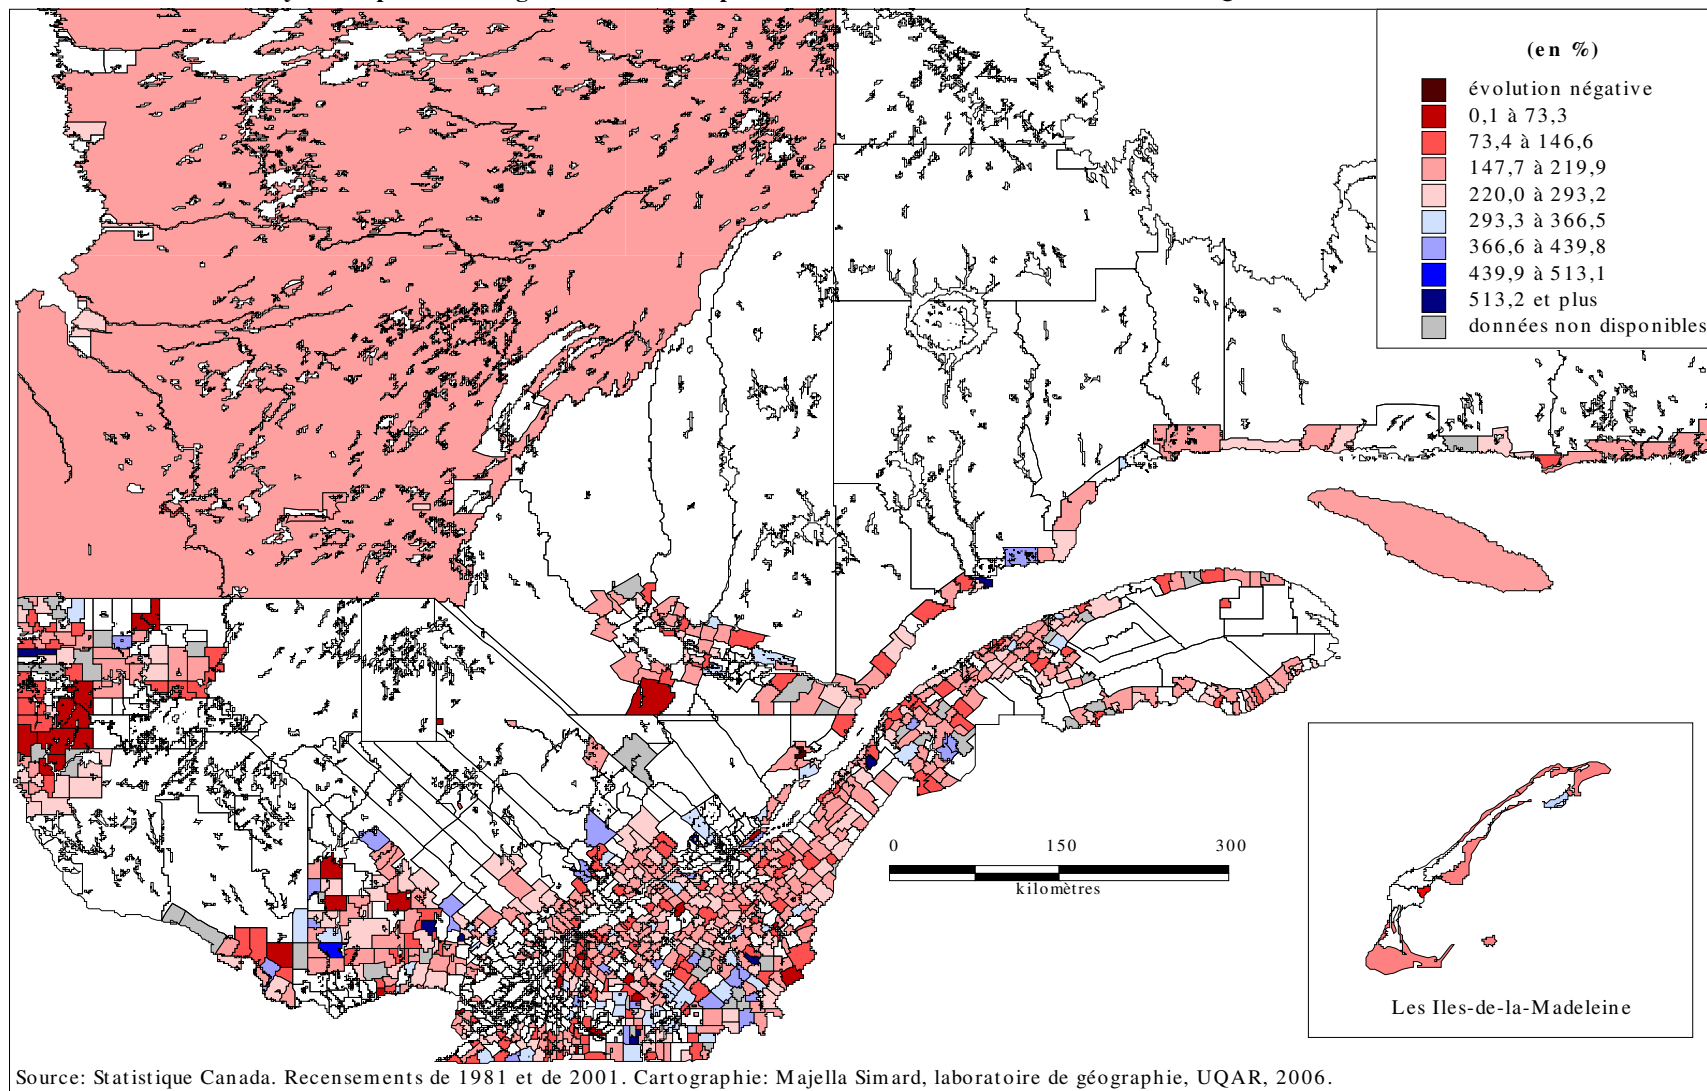 (en %)
évolution négative
0,1 à 73,3
73,4 à 146,6
147,7 à 219,9
220,0 à 293,2
293,3 à 366,5
366,6 à 439,8
439,9 à 513,1
513,2 et plus
données non disponibles
0 150 300
kilomètres
Les Iles-de-la-Madeleine
Source: Statistique Canada. Recensements de 1981 et de 2001. Cartographie: Majella Simard, laboratoire de géographie, UQAR, 2006.